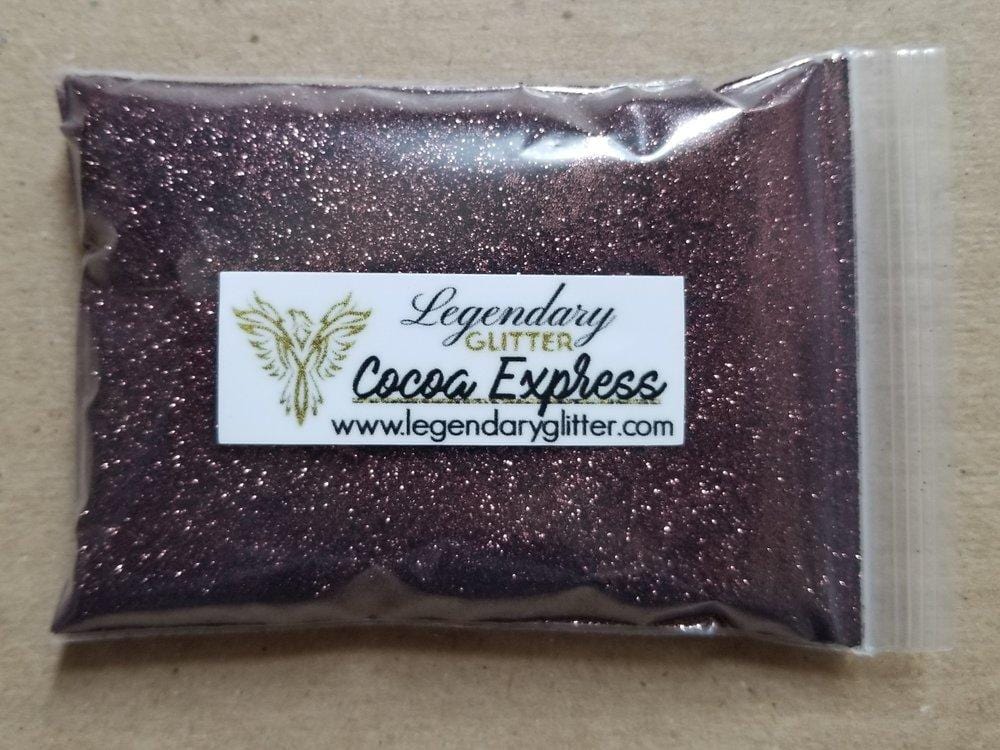 Legendary
GLITTER
Cocoa Express
www.legendaryglitter.com